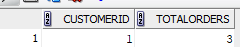 CUSTOMERID TOTALORDERS
1 1 3